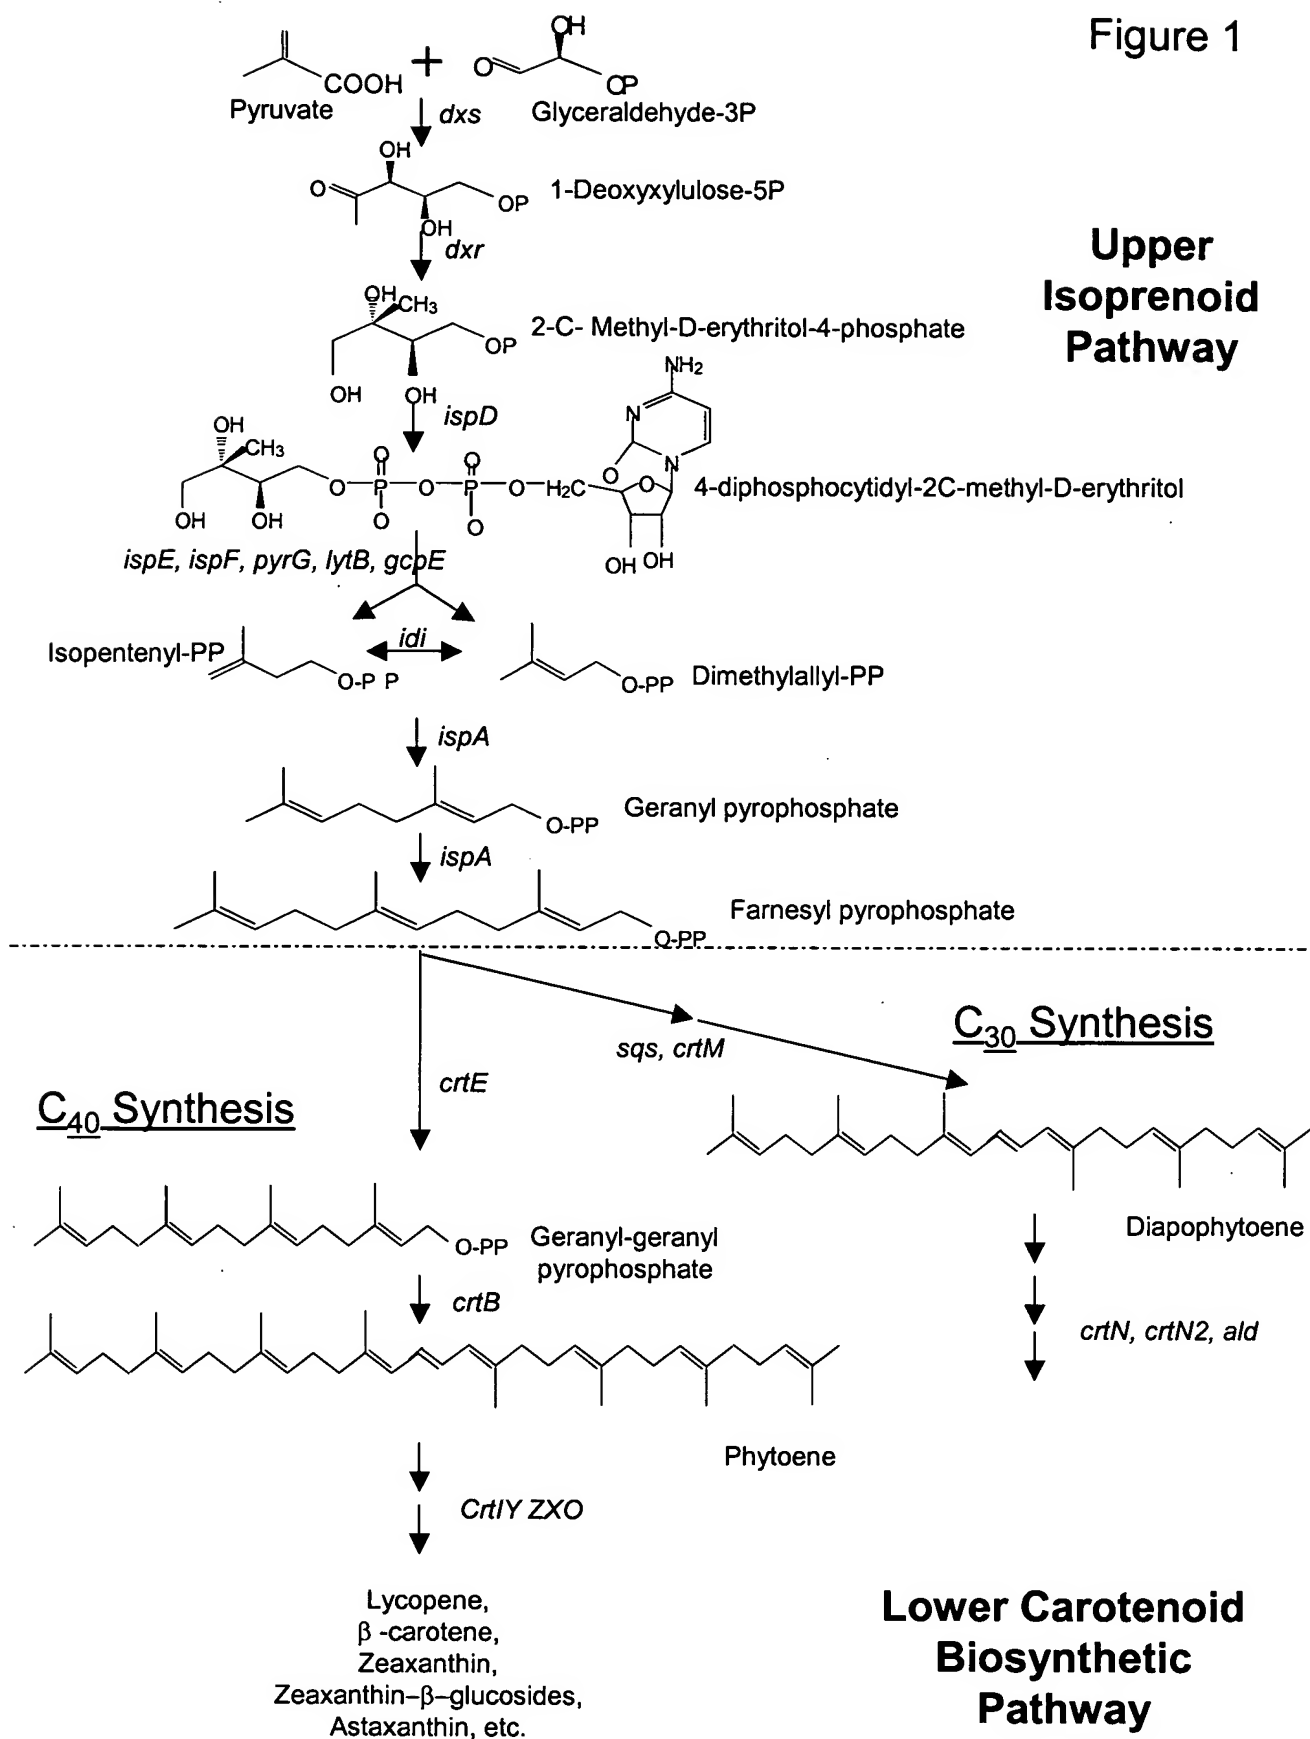 Figure 1
OH
O
OP
COOH
+
Pyruvate
dxs
Glyceraldehyde-3P
OH
O
OP
OH
1-Deoxyxylulose-5P
dxr
Upper
Isoprenoid
Pathway
OH
CH3
OP
OH
OH
2-C- Methyl-D-erythritol-4-phosphate
ispD
NH2
N
N
O
O
OH
CH3
OH
OH
O
O
P
O
O
O
P
O
O
H2C
OH OH
4-diphosphocytidyl-2C-methyl-D-erythritol
ispE, ispF, pyrG, lytB, gcpE
Isopentenyl-PP
O-P P
idi
O-PP
Dimethylallyl-PP
ispA
O-PP
Geranyl pyrophosphate
ispA
O-PP
Farnesyl pyrophosphate
sqs, crtM
C30 Synthesis
crtE
C40 Synthesis
Diapophytoene
O-PP
Geranyl-geranyl
pyrophosphate
crtB
crtN, crtN2, ald
Phytoene
CrtIY ZXO
Lycopene,
β -carotene,
Zeaxanthin,
Zeaxanthin–β–glucosides,
Astaxanthin, etc.
Lower Carotenoid
Biosynthetic
Pathway